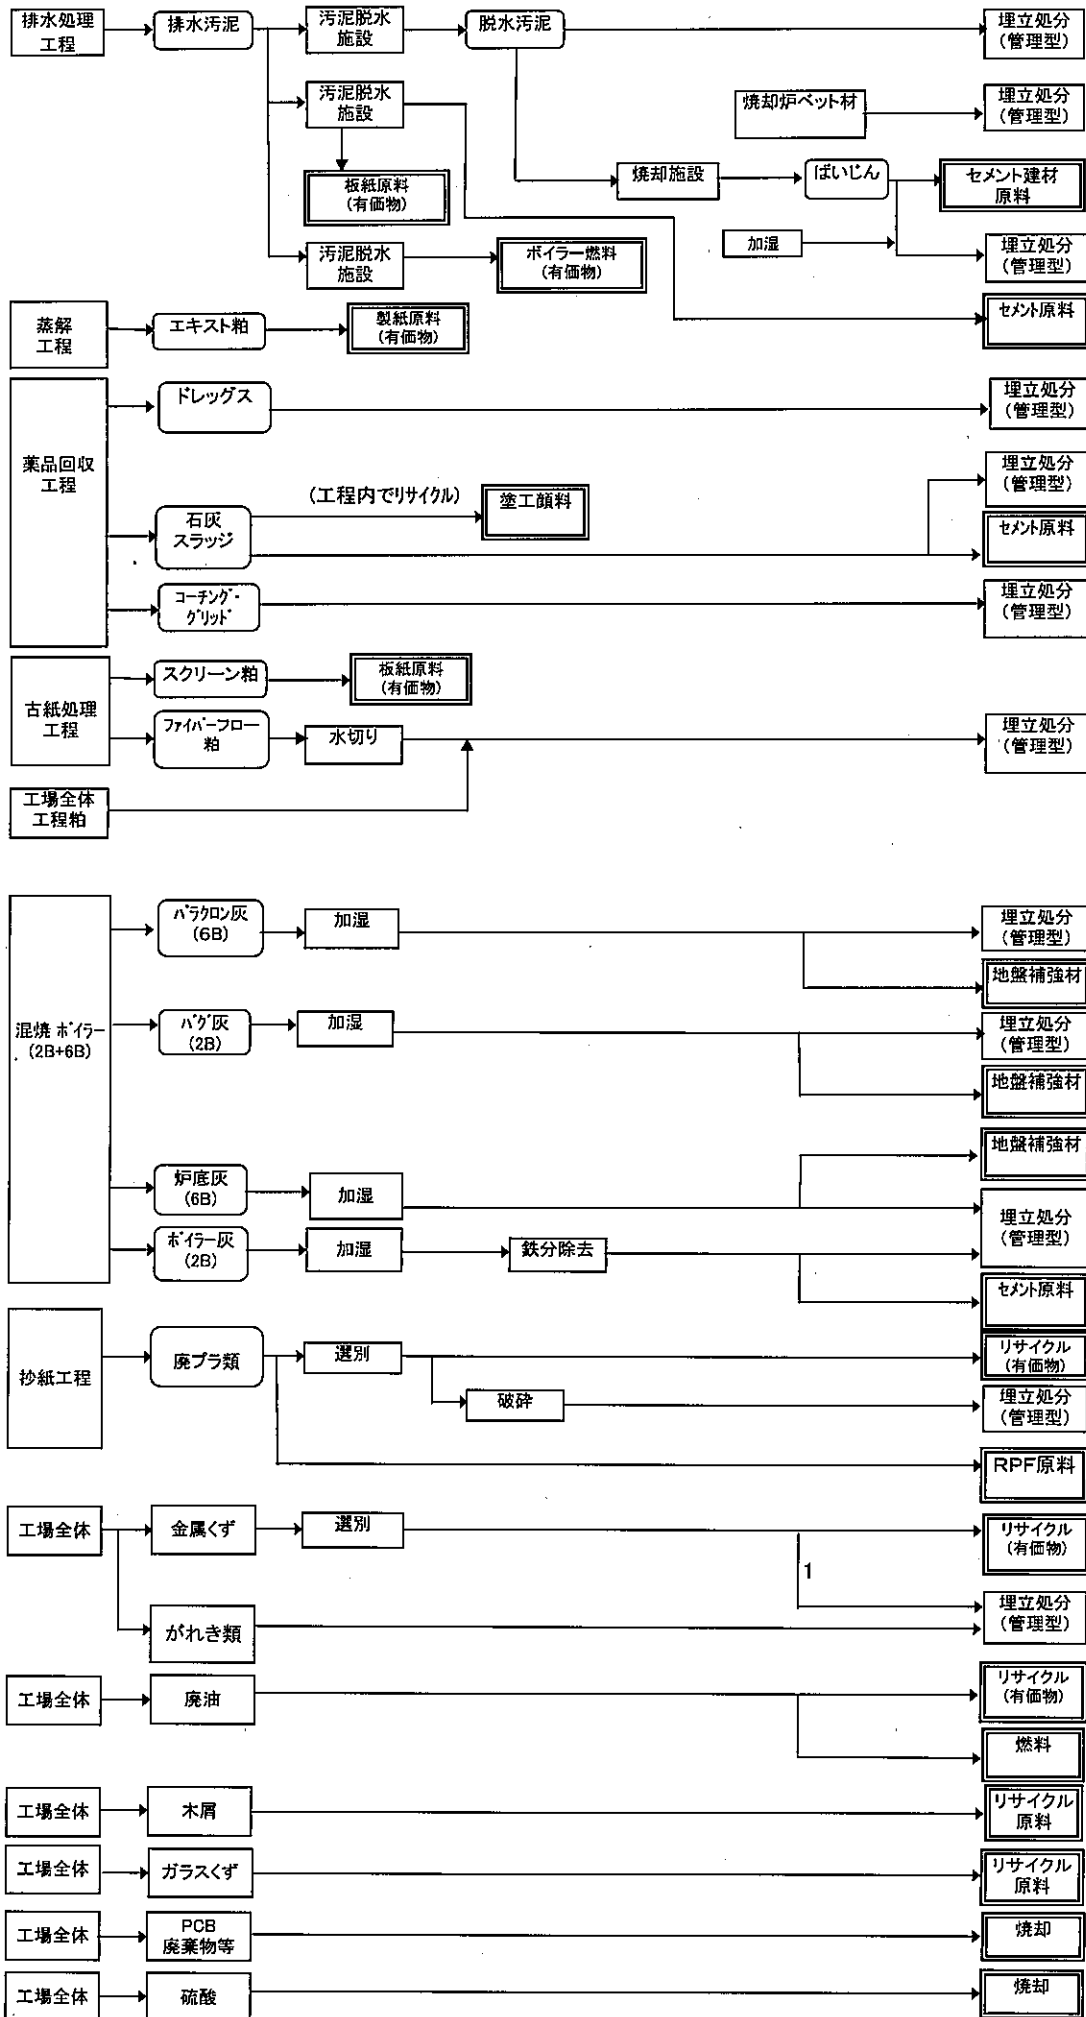 排水処理
工程
排水汚泥
汚泥脱水
施設
脱水汚泥
埋立処分
(管理型)
汚泥脱水
施設
焼却炉ベット材
埋立処分
(管理型)
板紙原料
(有価物)
焼却施設
ばいじん
セメント建材
原料
汚泥脱水
施設
ボイラー燃料
(有価物)
加湿
埋立処分
(管理型)
蒸解
工程
エキスト粕
製紙原料
(有価物)
セメント原料
薬品回収
工程
ドレッグス
埋立処分
(管理型)
石灰
スラッジ
(工程内でリサイクル)
塗工顔料
埋立処分
(管理型)
セメント原料
コーチング・
グリッド
埋立処分
(管理型)
古紙処理
工程
スクリーン粕
板紙原料
(有価物)
ファイバーフロー
粕
水切り
埋立処分
(管理型)
工場全体
工程粕
混焼 ボイラー
(2B+6B)
バラクロン灰
(6B)
加湿
埋立処分
(管理型)
地盤補強材
バグ灰
(2B)
加湿
埋立処分
(管理型)
地盤補強材
炉底灰
(6B)
加湿
地盤補強材
埋立処分
(管理型)
ボイラー灰
(2B)
加湿
鉄分除去
セメント原料
抄紙工程
廃プラ類
選別
リサイクル
(有価物)
破砕
埋立処分
(管理型)
RPF原料
工場全体
金属くず
選別
リサイクル
(有価物)
1
がれき類
埋立処分
(管理型)
工場全体
廃油
リサイクル
(有価物)
燃料
工場全体
木屑
リサイクル
原料
工場全体
ガラスくず
リサイクル
原料
工場全体
PCB
廃棄物等
焼却
工場全体
硫酸
焼却